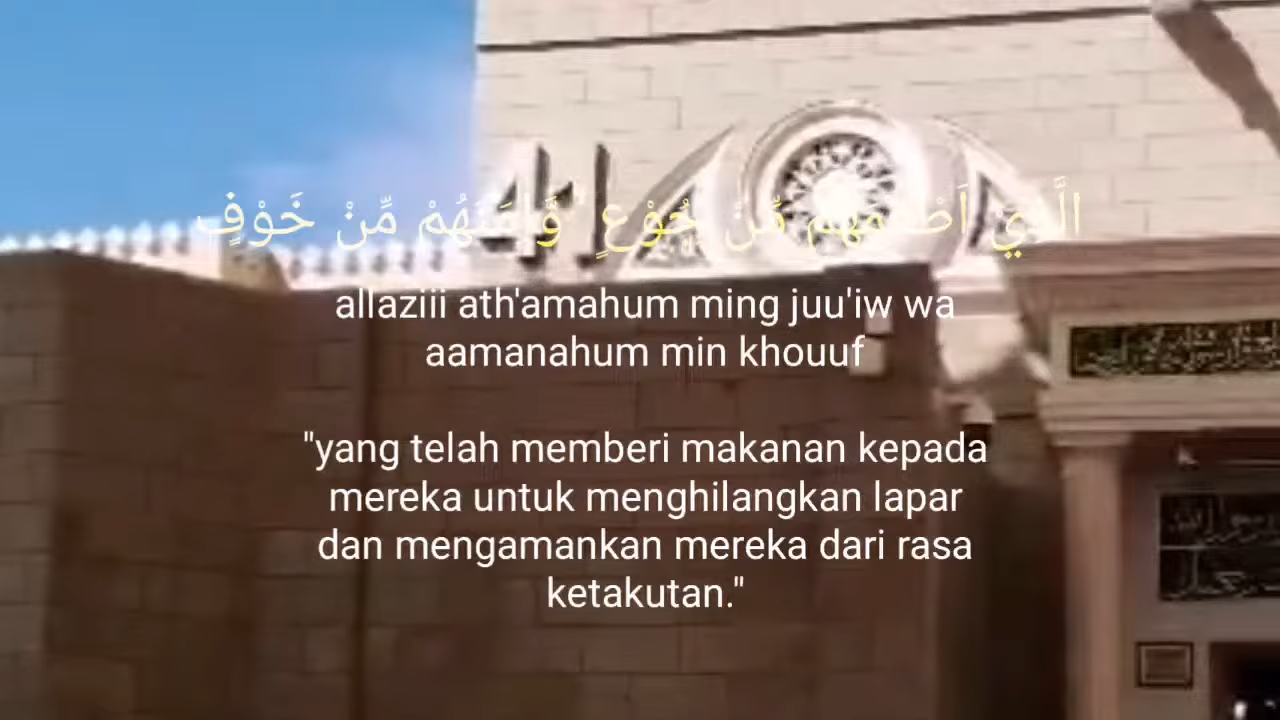 الَّذِيْٓ اَطْعَمَهُمْ مِّنْ جُوْعٍ ۙ وَّاٰمَنَهُمْ مِّنْ خَوْفٍ
allaziii ath'amahum ming juu'iw wa
aamanahum min khouuf
"yang telah memberi makanan kepada
mereka untuk menghilangkan lapar
dan mengamankan mereka dari rasa
ketakutan."